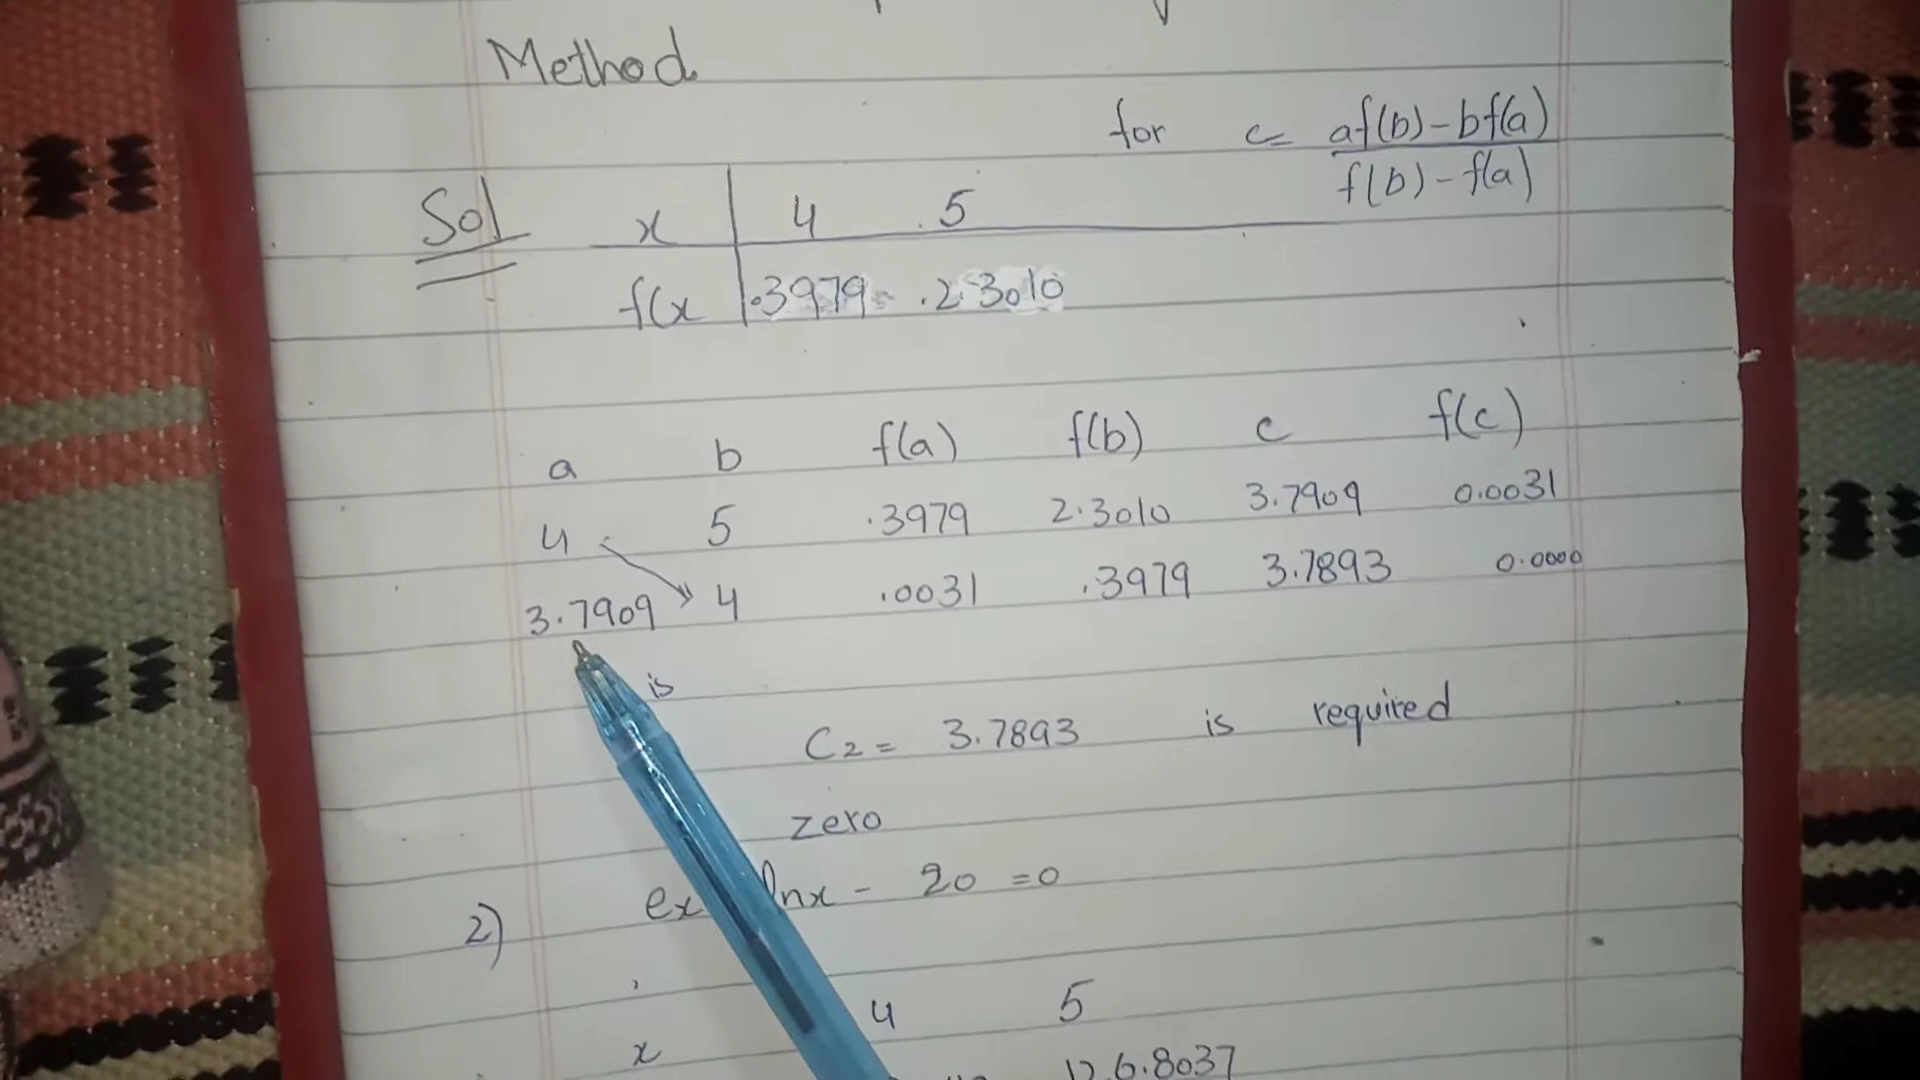 Method
for c = af(b) - bf(a)
f(b) - f(a)
Sol x 4 .5
f(x .3979 .2.3010
a b f(a) f(b) c f(c)
4 5 .3979 2.3010 3.7909 0.0031
3.7909 4 .0031 .3979 3.7893 0.0000
is
C2 = 3.7893 is required
zero
2) ex lnx - 20 = 0
4 5
x 126.8037